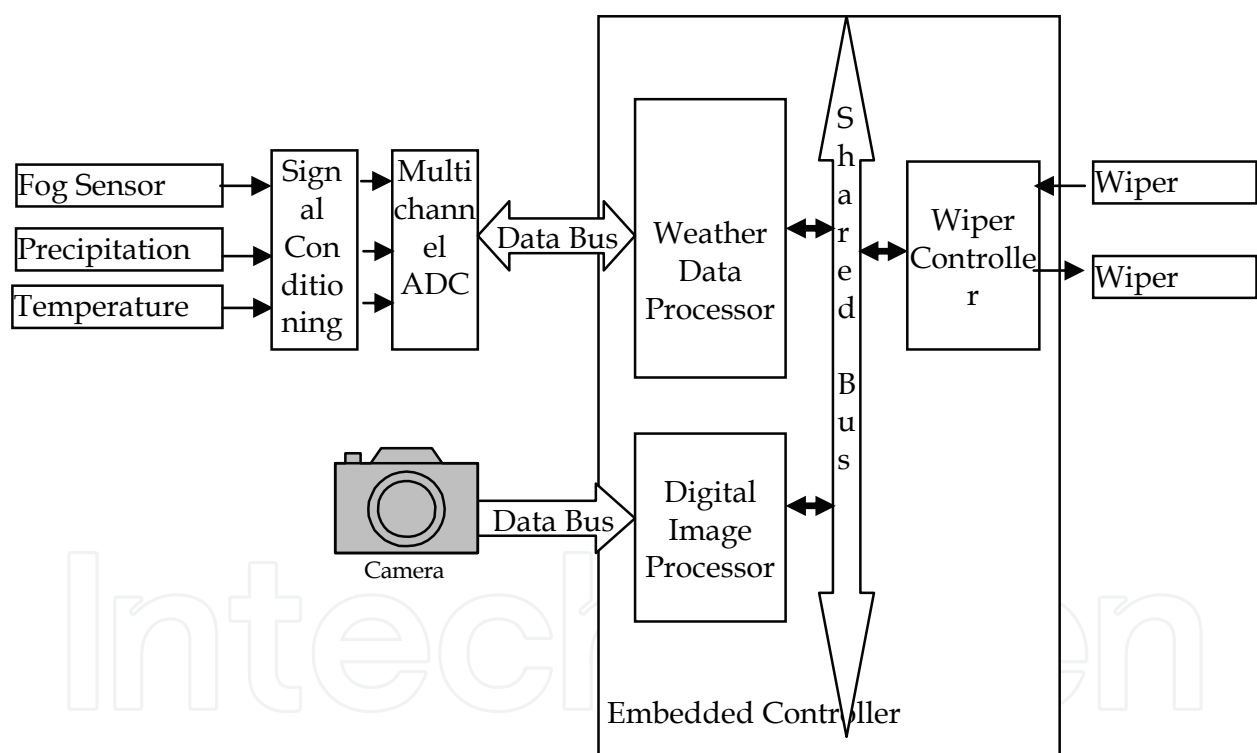 Fog Sensor
Precipitation
Temperature
Sign
al
Con
ditio
ning
Multi
chann
el
ADC
Data Bus
Weather
Data
Processor
S
h
a
r
e
d
B
u
s
Wiper
Controlle
r
Wiper
Wiper
Camera
Data Bus
Digital
Image
Processor
Embedded Controller
IntechOpen